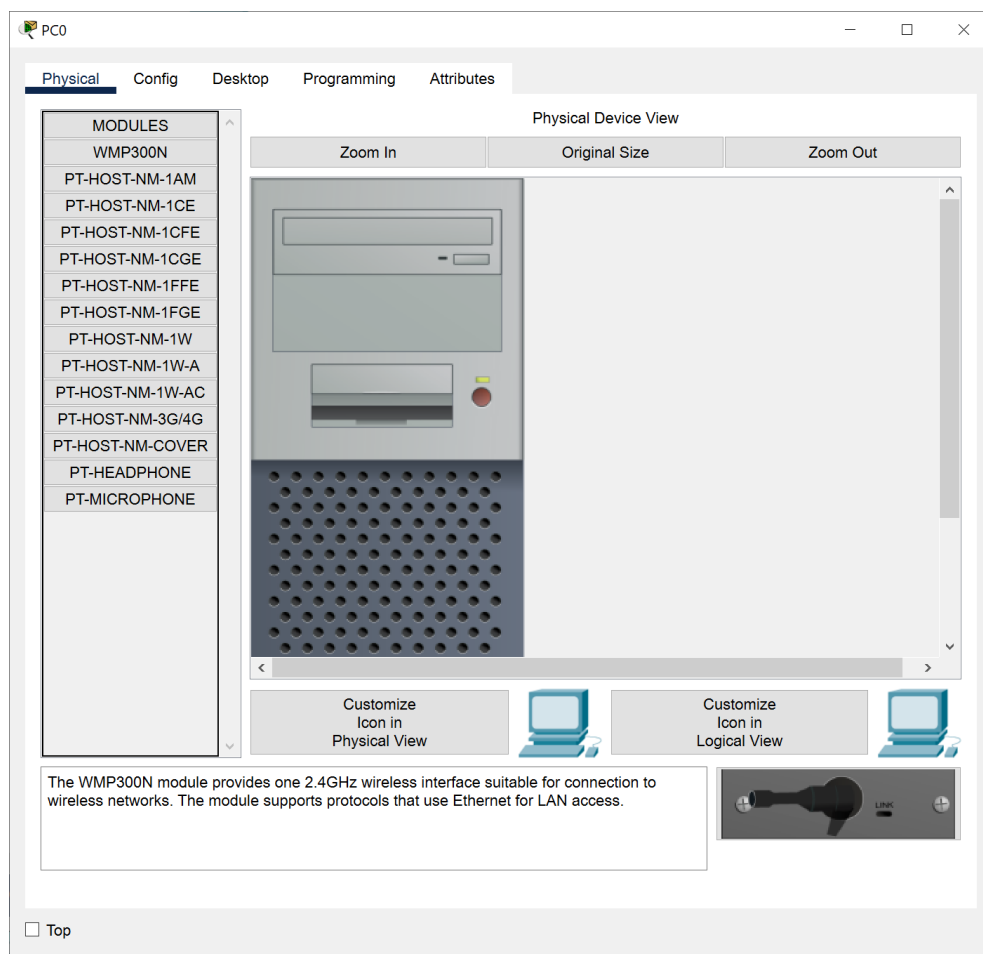 PC0
Physical Config Desktop Programming Attributes
MODULES
WMP300N
PT-HOST-NM-1AM
PT-HOST-NM-1CE
PT-HOST-NM-1CFE
PT-HOST-NM-1CGE
PT-HOST-NM-1FFE
PT-HOST-NM-1FGE
PT-HOST-NM-1W
PT-HOST-NM-1W-A
PT-HOST-NM-1W-AC
PT-HOST-NM-3G/4G
PT-HOST-NM-COVER
PT-HEADPHONE
PT-MICROPHONE
Physical Device View
Zoom In Original Size Zoom Out
Customize
Icon in
Physical View
Customize
Icon in
Logical View
The WMP300N module provides one 2.4GHz wireless interface suitable for connection to
wireless networks. The module supports protocols that use Ethernet for LAN access.
LINK
Top